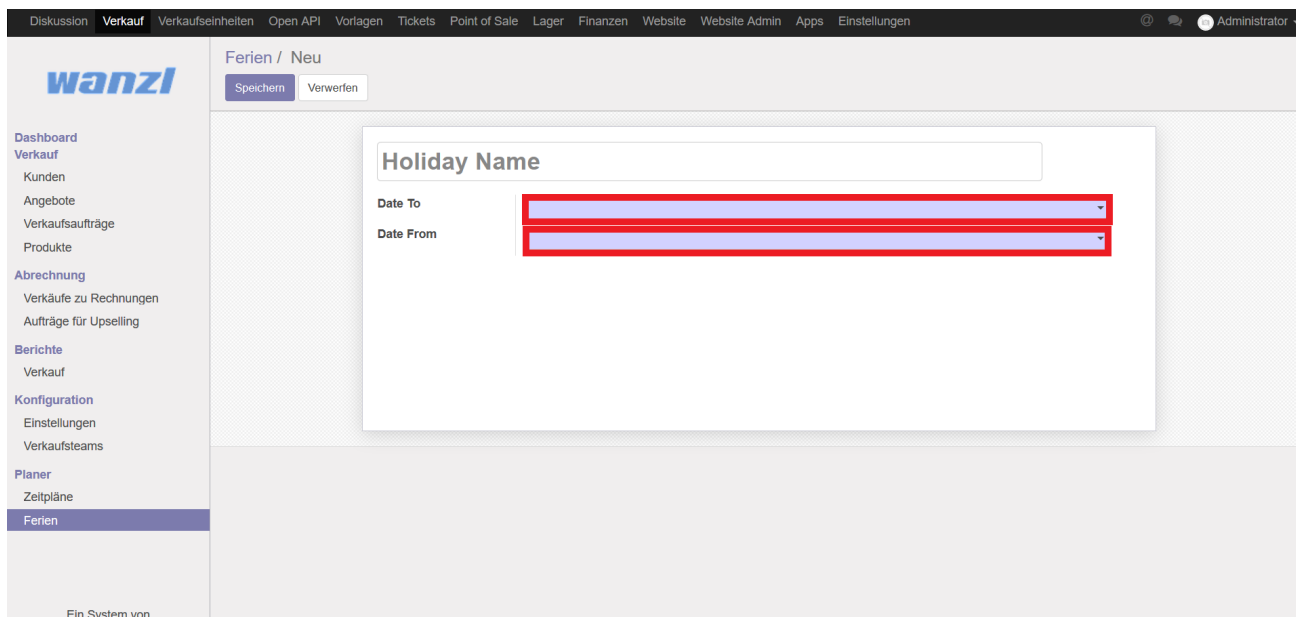 Diskussion Verkauf Verkaufseinheiten Open API Vorlagen Tickets Point of Sale Lager Finanzen Website Website Admin Apps Einstellungen @ Administrator
wanzl
Ferien / Neu
Speichern Verwerfen
Dashboard
Verkauf
Kunden
Angebote
Verkaufsaufträge
Produkte
Abrechnung
Verkäufe zu Rechnungen
Aufträge für Upselling
Berichte
Verkauf
Konfiguration
Einstellungen
Verkaufsteams
Planer
Zeitpläne
Ferien
Ein System von
Holiday Name
Date To
Date From